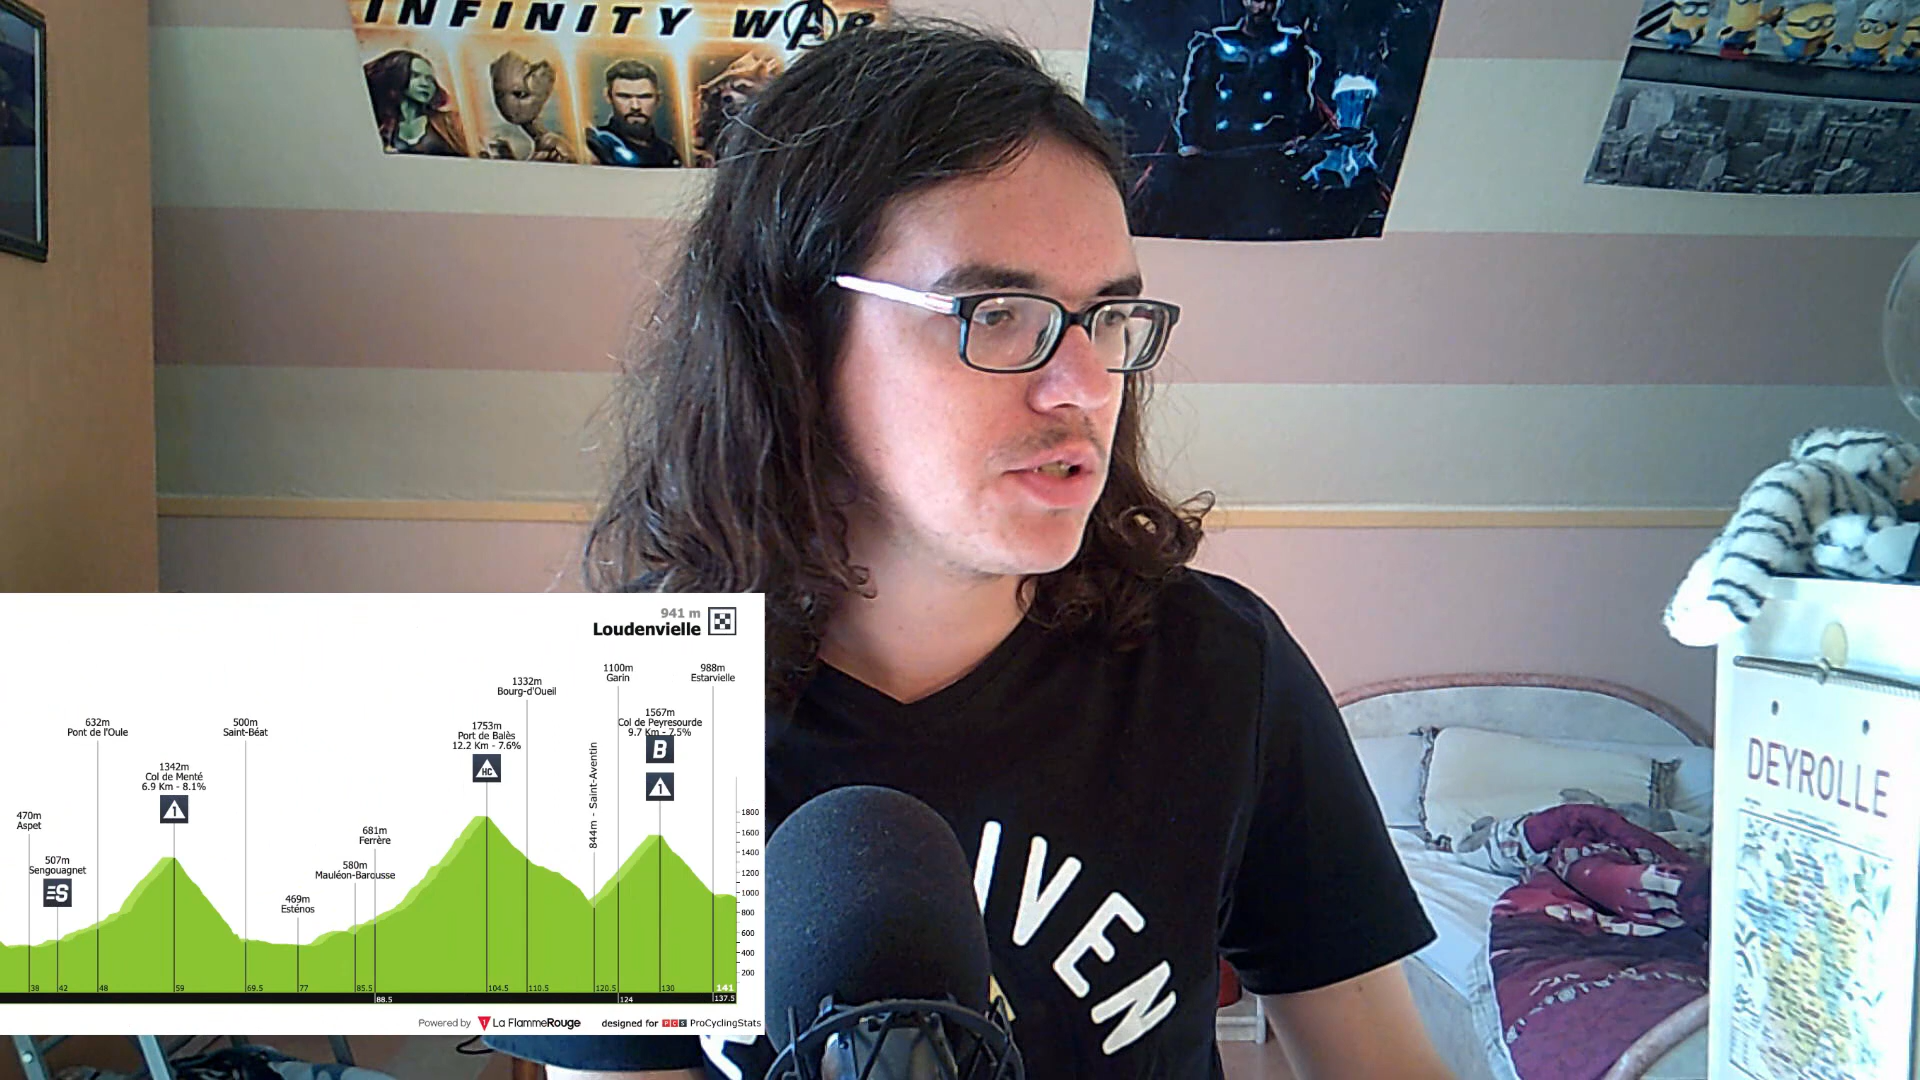 INFINITY WAR
941 m
Loudenvielle
1100m
Garin
988m
Estarvielle
1332m
Bourg-d'Oueil
1567m
Col de Peyresourde
9.7 Km - 7.5%
B
1
632m
Pont de l'Oule
500m
Saint-Béat
1753m
Port de Balès
12.2 Km - 7.6%
HC
844m - Saint-Aventin
1342m
Col de Menté
6.9 Km - 8.1%
1
470m
Aspet
681m
Ferrère
507m
Sengouagnet
S
580m
Mauléon-Barousse
469m
Esténos
1800
1600
1400
1200
1000
800
600
400
200
38 42 48 59 69.5 77 85.5 104.5 110.5 120.5 130 141
88.5 124 137.5
Powered by La FlammeRouge designed for PCS ProCyclingStats
IVEN
DEYROLLE